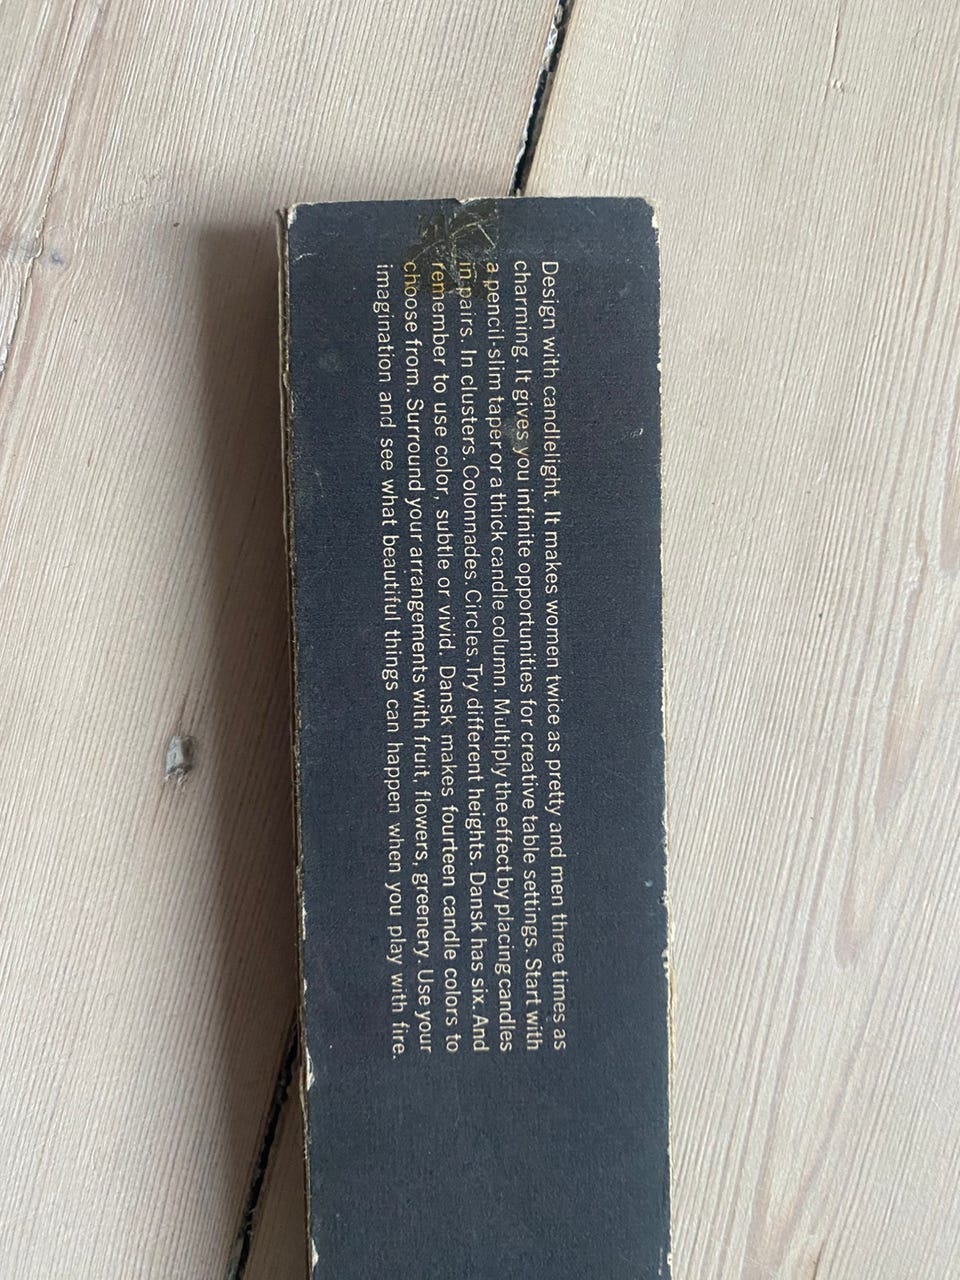 Design with candlelight. It makes women twice as pretty and men three times as
charming. It gives you infinite opportunities for creative table settings. Start with
a pencil-slim taper or a thick candle column. Multiply the effect by placing candles
in pairs. In clusters. Colonnades. Circles. Try different heights. Dansk has six. And
remember to use color, subtle or vivid. Dansk makes fourteen candle colors to
choose from. Surround your arrangements with fruit, flowers, greenery. Use your
imagination and see what beautiful things can happen when you play with fire.